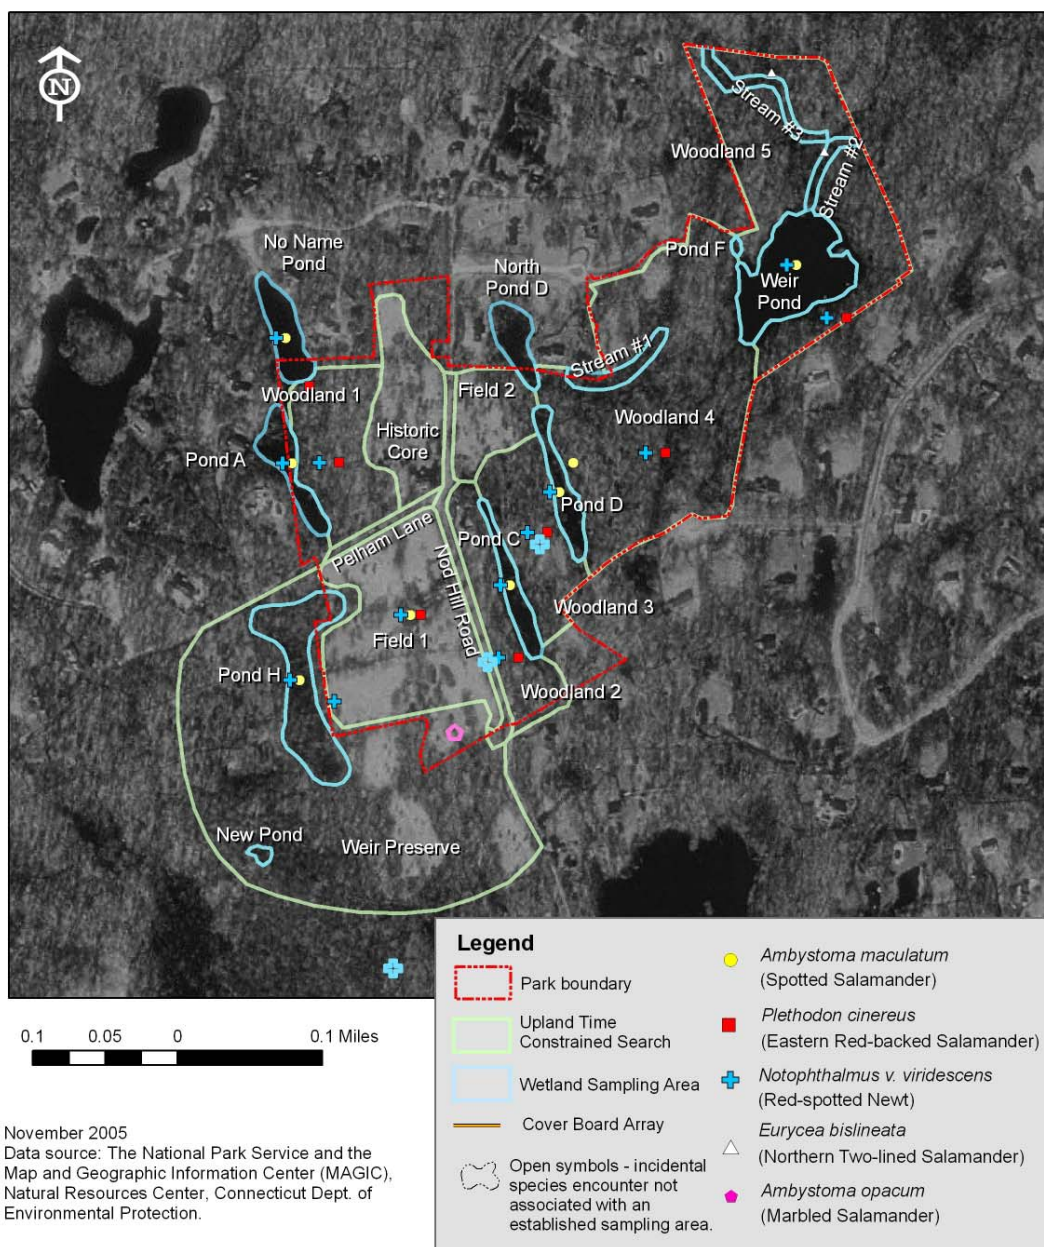 N
Stream #3
Woodland 5
Stream #2
No Name
Pond
Pond F
North
Pond D
Weir
Pond
Stream #1
Woodland 1
Field 2
Woodland 4
Historic
Core
Pond A
Pond D
Pelham Lane
Pond C
Nod Hill Road
Woodland 3
Field 1
Pond H
Woodland 2
New Pond
Weir Preserve
Legend
Park boundary
Upland Time
Constrained Search
Wetland Sampling Area
Cover Board Array
Open symbols - incidental
species encounter not
associated with an
established sampling area.
Ambystoma maculatum
(Spotted Salamander)
Plethodon cinereus
(Eastern Red-backed Salamander)
Notophthalmus v. viridescens
(Red-spotted Newt)
Eurycea bislineata
(Northern Two-lined Salamander)
Ambystoma opacum
(Marbled Salamander)
0.1 0.05 0 0.1 Miles
November 2005
Data source: The National Park Service and the
Map and Geographic Information Center (MAGIC),
Natural Resources Center, Connecticut Dept. of
Environmental Protection.